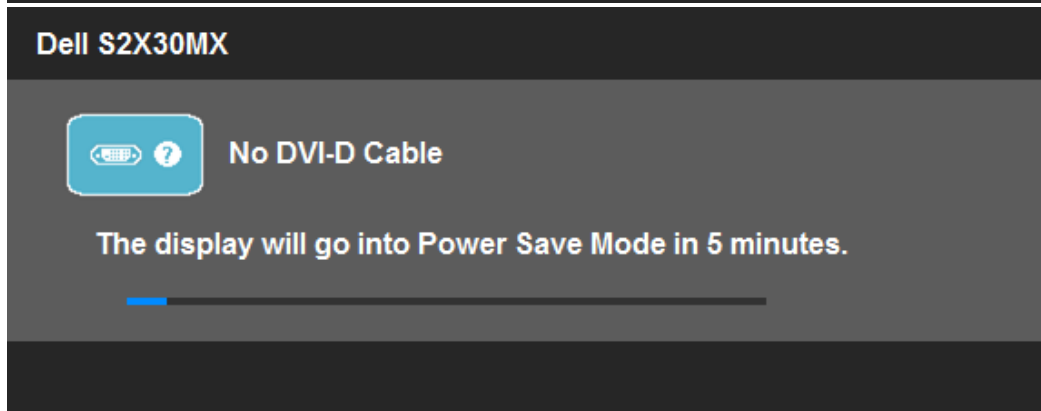 Dell S2X30MX
? No DVI-D Cable
The display will go into Power Save Mode in 5 minutes.